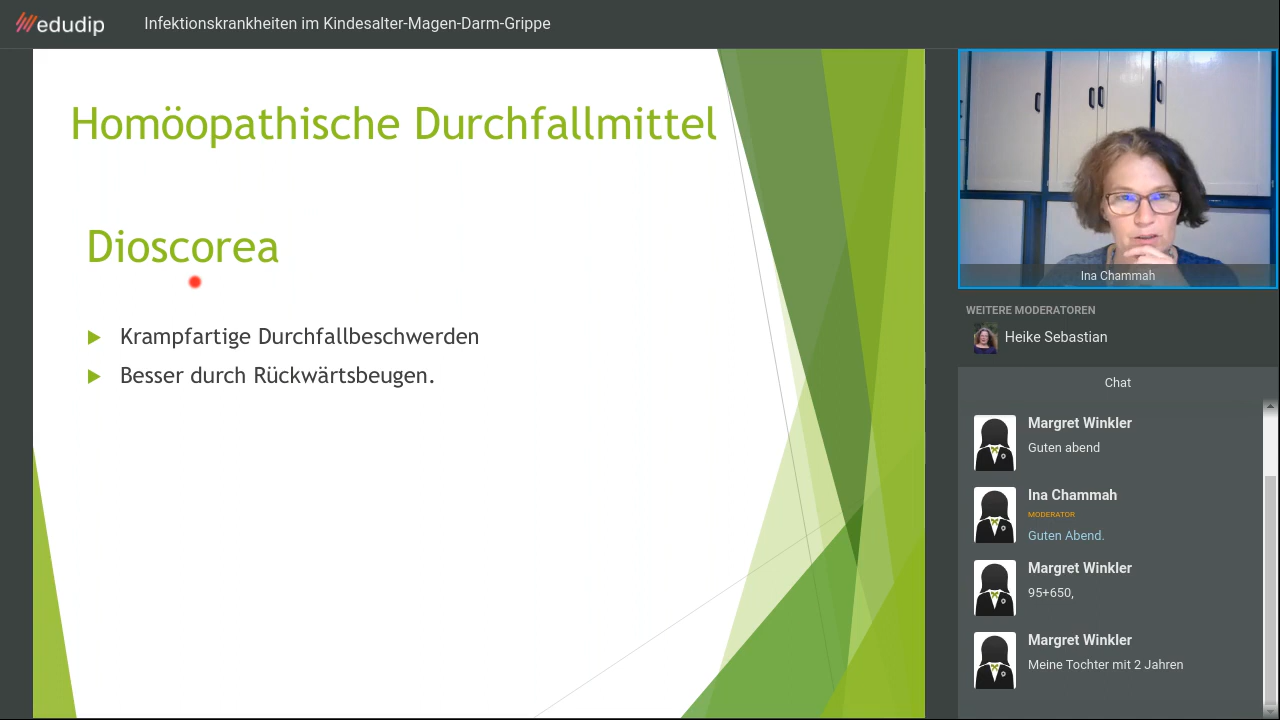 edudip
Infektionskrankheiten im Kindesalter-Magen-Darm-Grippe
Homöopathische Durchfallmittel
Dioscorea
Krampfartige Durchfallbeschwerden
Besser durch Rückwärtsbeugen.
Ina Chammah
WEITERE MODERATOREN
Heike Sebastian
Chat
Margret Winkler
Guten abend
Ina Chammah
MODERATOR
Guten Abend.
Margret Winkler
95+650,
Margret Winkler
Meine Tochter mit 2 Jahren